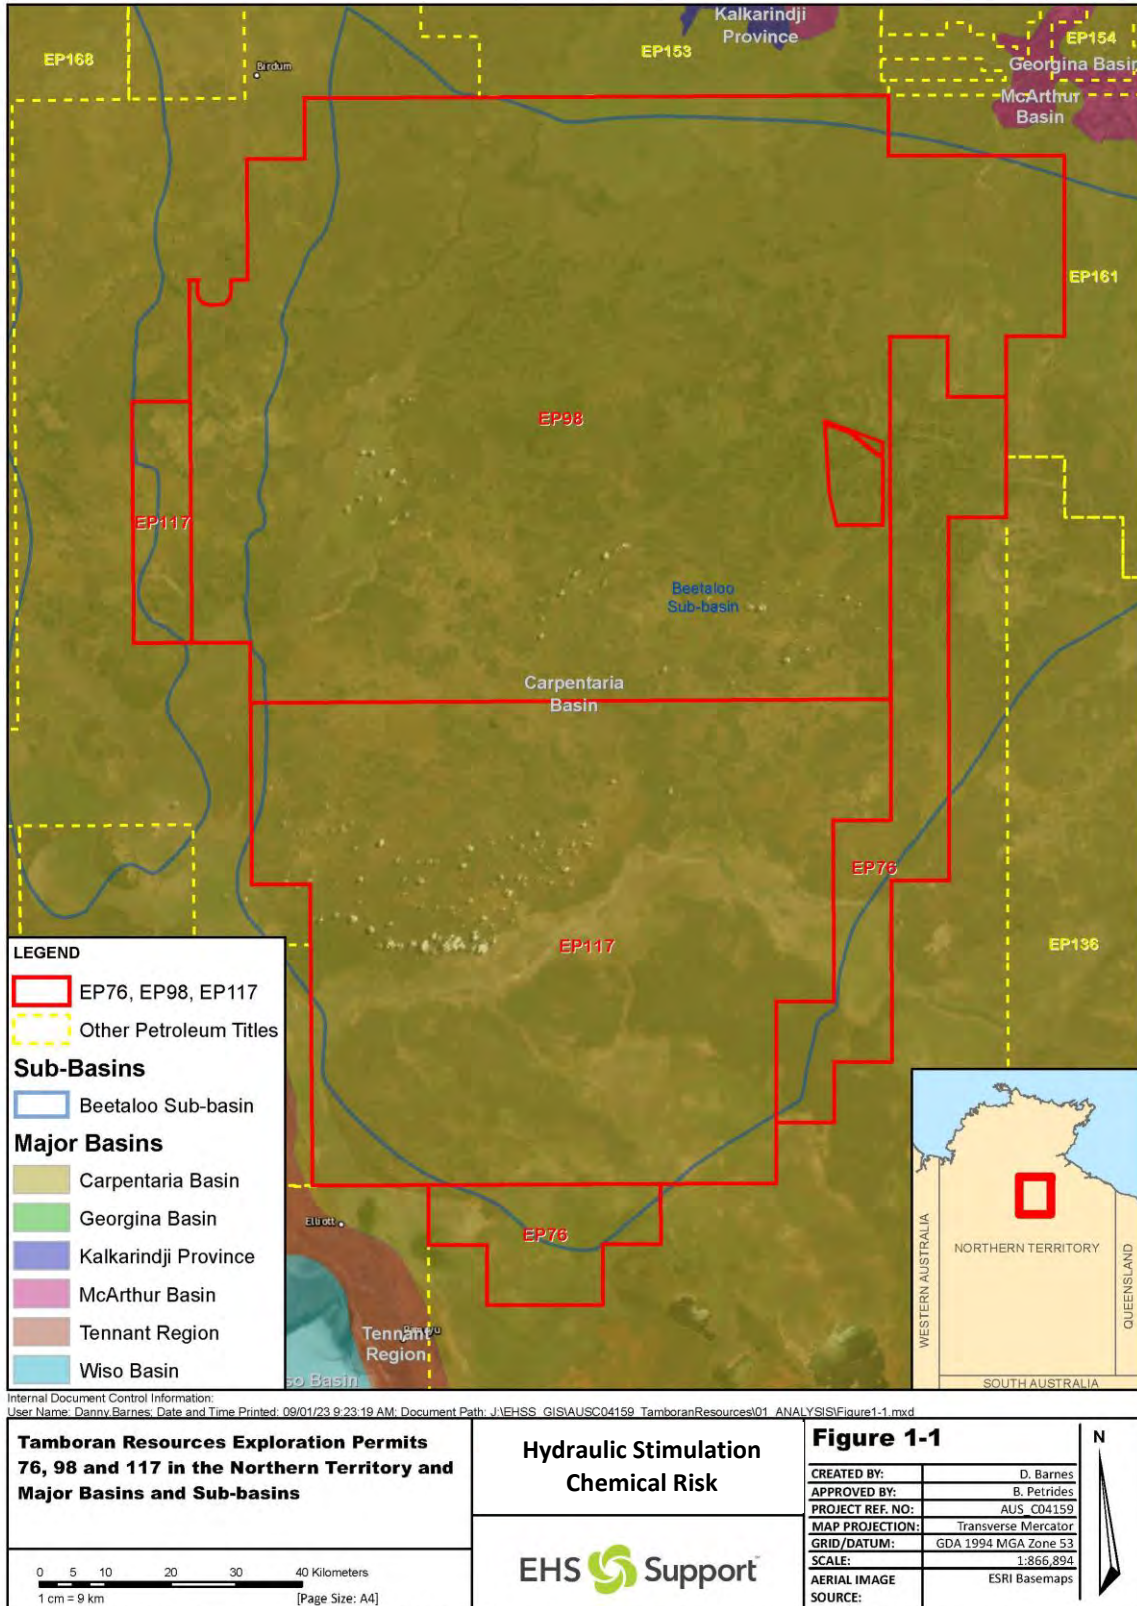 Kalkarindji
Province
EP168
EP153
EP154
Birdum
Georgina Basin
McArthur
Basin
EP161
EP98
EP117
Beetaloo
Sub-basin
Carpentaria
Basin
EP76
EP117
EP136
LEGEND
EP76, EP98, EP117
Other Petroleum Titles
Sub-Basins
Beetaloo Sub-basin
Major Basins
Carpentaria Basin
Georgina Basin
Kalkarindji Province
McArthur Basin
Tennant Region
Wiso Basin
Elliott
EP76
Tennant
Region
so Basin
WESTERN AUSTRALIA
NORTHERN TERRITORY
QUEENSLAND
SOUTH AUSTRALIA
Internal Document Control Information:
User Name: Danny.Barnes; Date and Time Printed: 09/01/23 9:23:19 AM; Document Path: J:\EHSS_GIS\AUSC04159_TamboranResources\01_ANALYSIS\Figure1-1.mxd
Tamboran Resources Exploration Permits
76, 98 and 117 in the Northern Territory and
Major Basins and Sub-basins
0 5 10 20 30 40 Kilometers
1 cm = 9 km [Page Size: A4]
Hydraulic Stimulation
Chemical Risk
EHS Support
Figure 1-1
CREATED BY: D. Barnes
APPROVED BY: B. Petrides
PROJECT REF. NO: AUS_C04159
MAP PROJECTION: Transverse Mercator
GRID/DATUM: GDA 1994 MGA Zone 53
SCALE: 1:866,894
AERIAL IMAGE ESRI Basemaps
SOURCE:
N